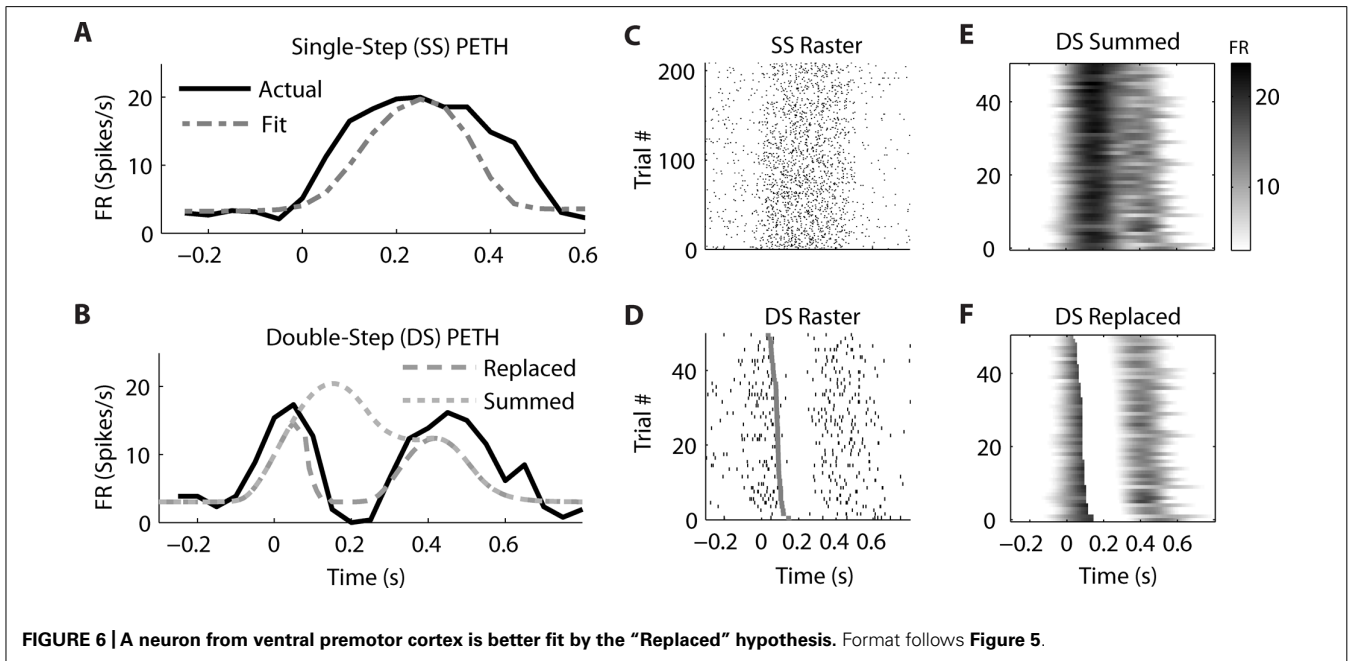 A
Single-Step (SS) PETH
Actual
Fit
FR (Spikes/s)
20
10
0
−0.2 0 0.2 0.4 0.6
B
Double-Step (DS) PETH
Replaced
Summed
FR (Spikes/s)
20
10
0
−0.2 0 0.2 0.4 0.6
Time (s)
C
SS Raster
Trial #
200
100
0
D
DS Raster
Trial #
40
20
0
−0.2 0 0.2 0.4 0.6
Time (s)
E
DS Summed
40
20
0
FR
20
10
F
DS Replaced
40
20
0
−0.2 0 0.2 0.4 0.6
Time (s)
FIGURE 6 | A neuron from ventral premotor cortex is better fit by the “Replaced” hypothesis. Format follows Figure 5.